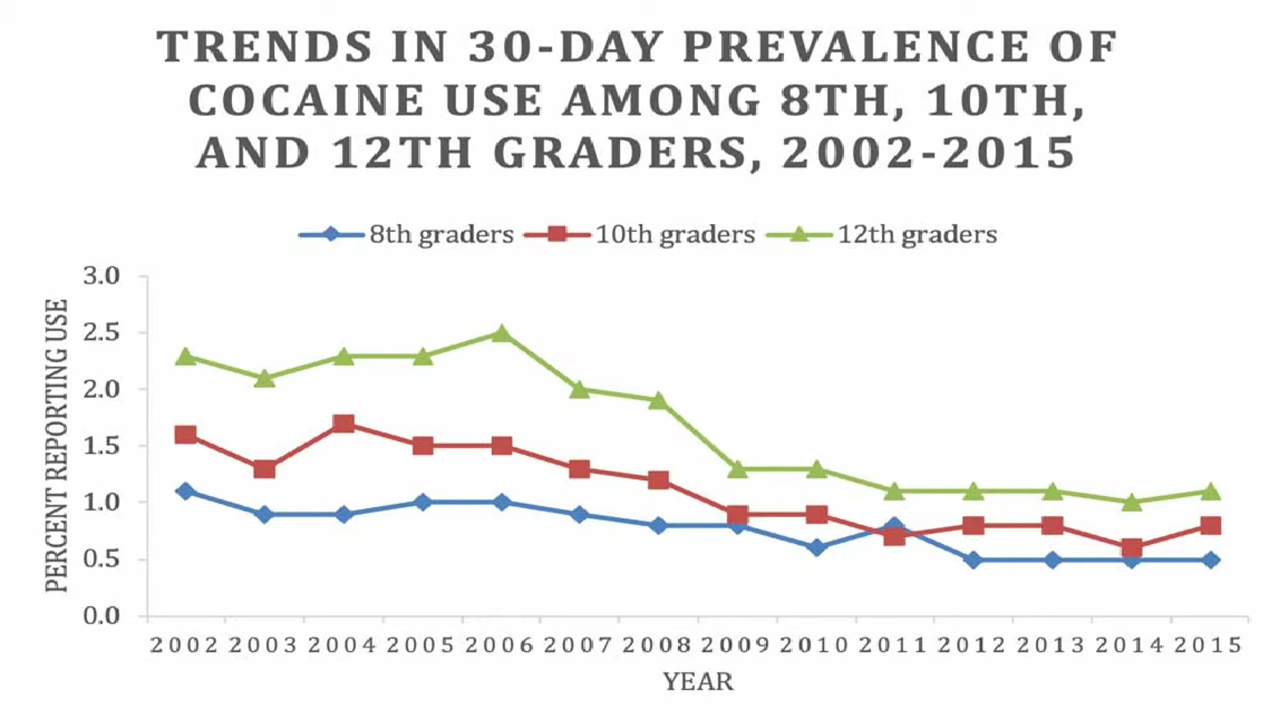 TRENDS IN 30-DAY PREVALENCE OF
COCAINE USE AMONG 8TH, 10TH,
AND 12TH GRADERS, 2002-2015
8th graders 10th graders 12th graders
PERCENT REPORTING USE
3.0
2.5
2.0
1.5
1.0
0.5
0.0
2002 2003 2004 2005 2006 2007 2008 2009 2010 2011 2012 2013 2014 2015
YEAR